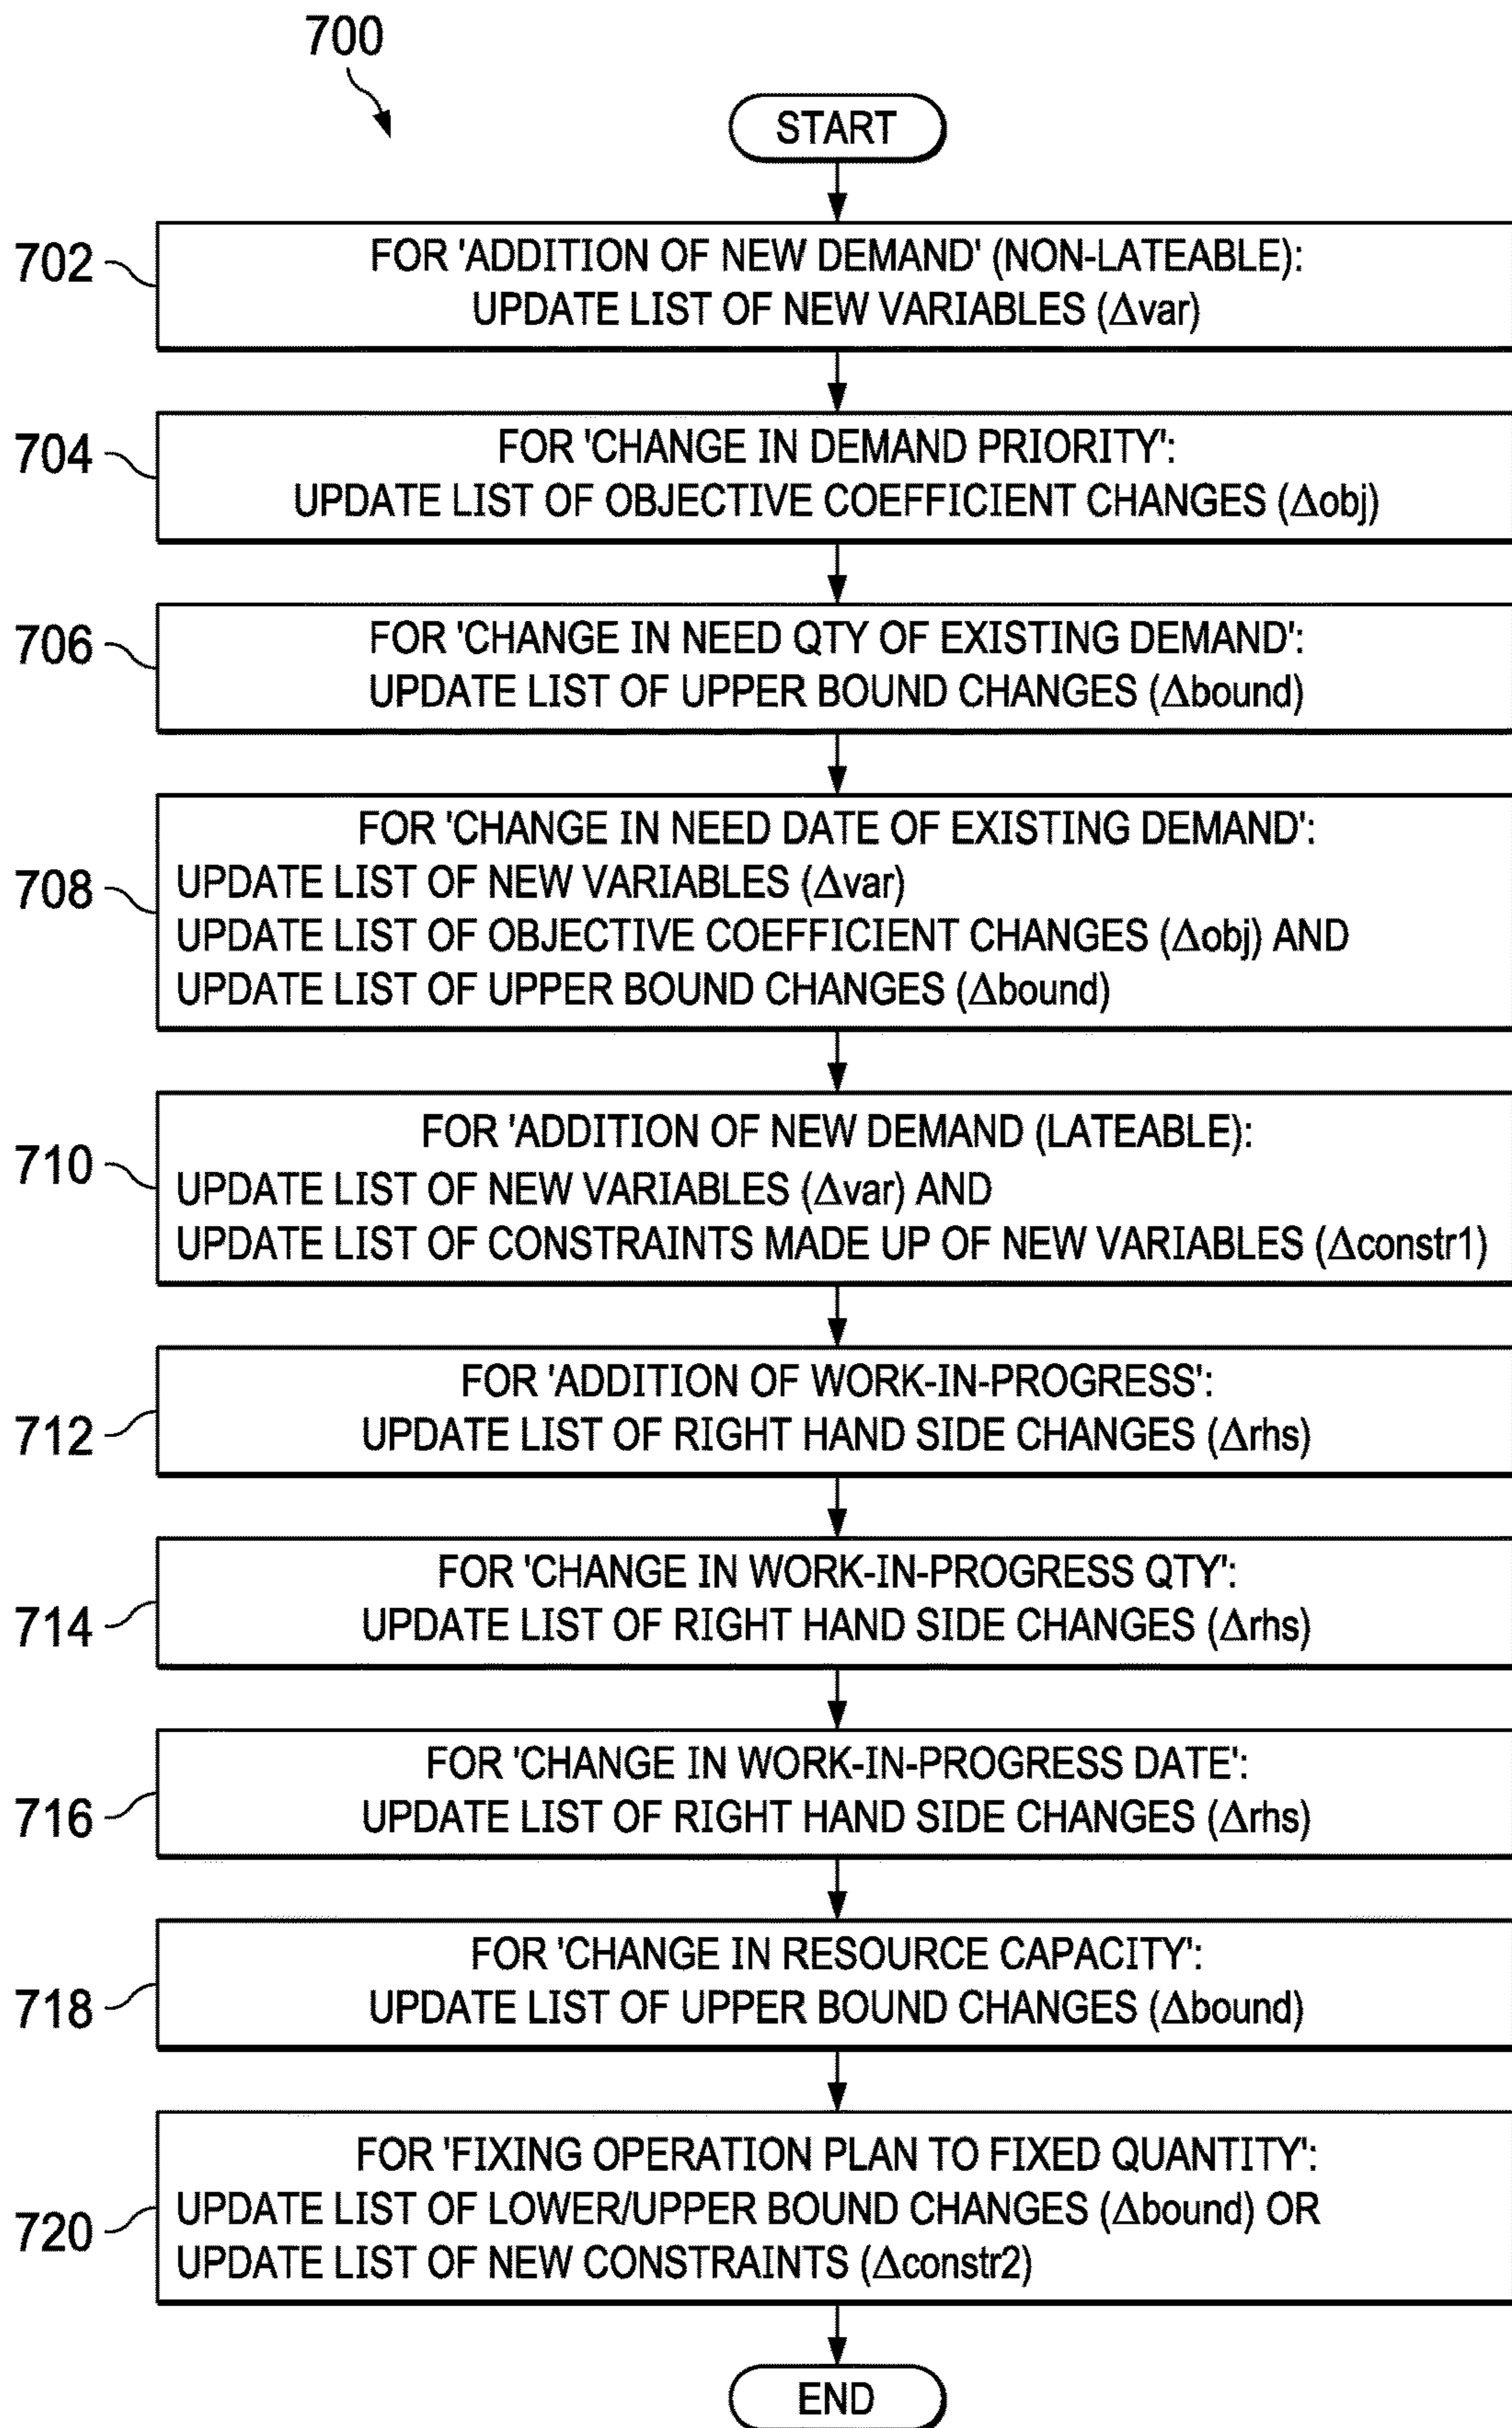 700
START
702
FOR 'ADDITION OF NEW DEMAND' (NON-LATEABLE):
UPDATE LIST OF NEW VARIABLES (Δvar)
704
FOR 'CHANGE IN DEMAND PRIORITY':
UPDATE LIST OF OBJECTIVE COEFFICIENT CHANGES (Δobj)
706
FOR 'CHANGE IN NEED QTY OF EXISTING DEMAND':
UPDATE LIST OF UPPER BOUND CHANGES (Δbound)
708
FOR 'CHANGE IN NEED DATE OF EXISTING DEMAND':
UPDATE LIST OF NEW VARIABLES (Δvar)
UPDATE LIST OF OBJECTIVE COEFFICIENT CHANGES (Δobj) AND
UPDATE LIST OF UPPER BOUND CHANGES (Δbound)
710
FOR 'ADDITION OF NEW DEMAND (LATEABLE):
UPDATE LIST OF NEW VARIABLES (Δvar) AND
UPDATE LIST OF CONSTRAINTS MADE UP OF NEW VARIABLES (Δconstr1)
712
FOR 'ADDITION OF WORK-IN-PROGRESS':
UPDATE LIST OF RIGHT HAND SIDE CHANGES (Δrhs)
714
FOR 'CHANGE IN WORK-IN-PROGRESS QTY':
UPDATE LIST OF RIGHT HAND SIDE CHANGES (Δrhs)
716
FOR 'CHANGE IN WORK-IN-PROGRESS DATE':
UPDATE LIST OF RIGHT HAND SIDE CHANGES (Δrhs)
718
FOR 'CHANGE IN RESOURCE CAPACITY':
UPDATE LIST OF UPPER BOUND CHANGES (Δbound)
720
FOR 'FIXING OPERATION PLAN TO FIXED QUANTITY':
UPDATE LIST OF LOWER/UPPER BOUND CHANGES (Δbound) OR
UPDATE LIST OF NEW CONSTRAINTS (Δconstr2)
END